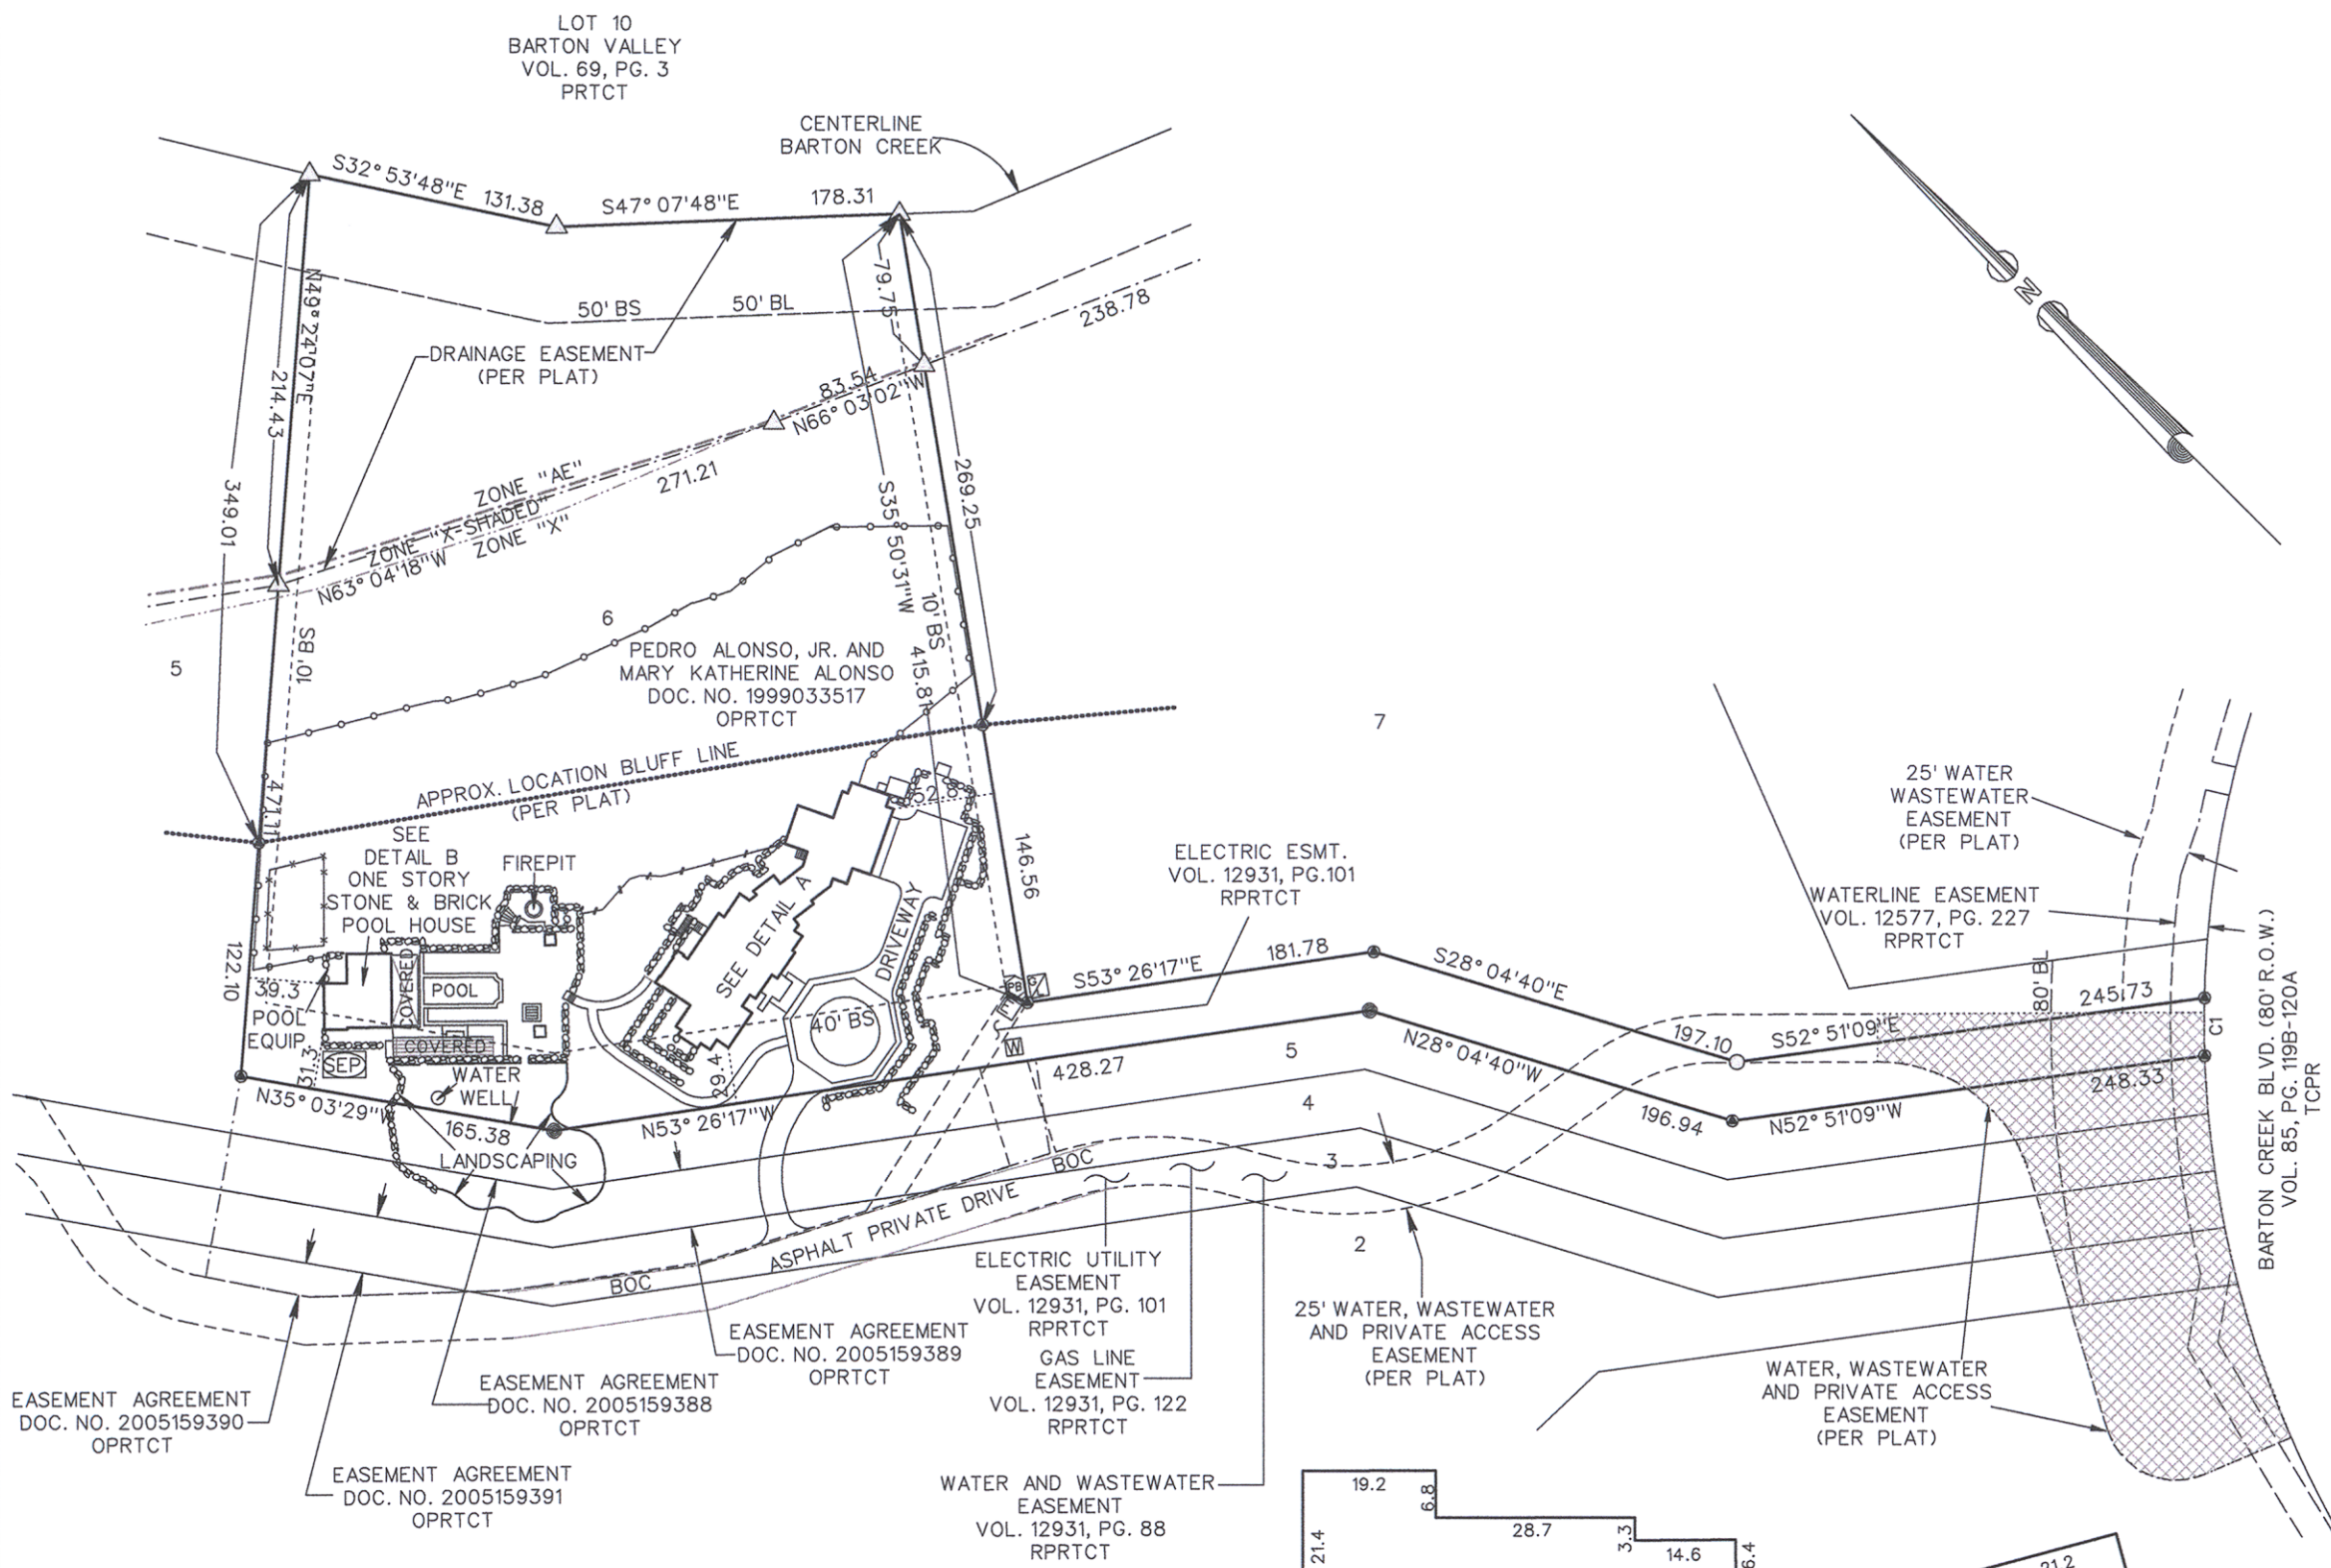 LOT 10
BARTON VALLEY
VOL. 69, PG. 3
PRTCT
CENTERLINE
BARTON CREEK
S32°53'48"E 131.38
S47°07'48"E 178.31
N49°24'07"E
214.43
349.01
471.11
10' BS
50' BS 50' BL
79.75
238.78
DRAINAGE EASEMENT
(PER PLAT)
83.54
N66°03'02"W
S35°50'31"W
415.81
269.25
10' BS
ZONE "AE"
ZONE "X-SHADED"
ZONE "X"
271.21
N63°04'18"W
N
5
6
7
PEDRO ALONSO, JR. AND
MARY KATHERINE ALONSO
DOC. NO. 1999033517
OPRTCT
APPROX. LOCATION BLUFF LINE
(PER PLAT)
SEE
DETAIL B
ONE STORY
STONE & BRICK
POOL HOUSE
FIREPIT
52.8
146.56
SEE DETAIL A
DRIVEWAY
122.10
39.3
POOL
EQUIP.
COVERED
POOL
COVERED
SEP
31.3
WATER
WELL
29.4
40' BS
PB
G
E
W
ELECTRIC ESMT.
VOL. 12931, PG.101
RPRTCT
S53°26'17"E 181.78
S28°04'40"E
197.10
S52°51'09"E
245.73
25' WATER
WASTEWATER
EASEMENT
(PER PLAT)
WATERLINE EASEMENT
VOL. 12577, PG. 227
RPRTCT
80' BL
C1
BARTON CREEK BLVD. (80' R.O.W.)
VOL. 85, PG. 119B-120A
TCPR
N35°03'29"W
165.38
N53°26'17"W
428.27
N28°04'40"W
196.94
N52°51'09"W
248.33
5
4
3
2
LANDSCAPING
BOC
BOC
ASPHALT PRIVATE DRIVE
EASEMENT AGREEMENT
DOC. NO. 2005159390
OPRTCT
EASEMENT AGREEMENT
DOC. NO. 2005159391
OPRTCT
EASEMENT AGREEMENT
DOC. NO. 2005159388
OPRTCT
EASEMENT AGREEMENT
DOC. NO. 2005159389
OPRTCT
ELECTRIC UTILITY
EASEMENT
VOL. 12931, PG. 101
RPRTCT
GAS LINE
EASEMENT
VOL. 12931, PG. 122
RPRTCT
WATER AND WASTEWATER
EASEMENT
VOL. 12931, PG. 88
RPRTCT
25' WATER, WASTEWATER
AND PRIVATE ACCESS
EASEMENT
(PER PLAT)
WATER, WASTEWATER
AND PRIVATE ACCESS
EASEMENT
(PER PLAT)
19.2
6.8
28.7
3.3
14.6
6.4
21.4
21.2